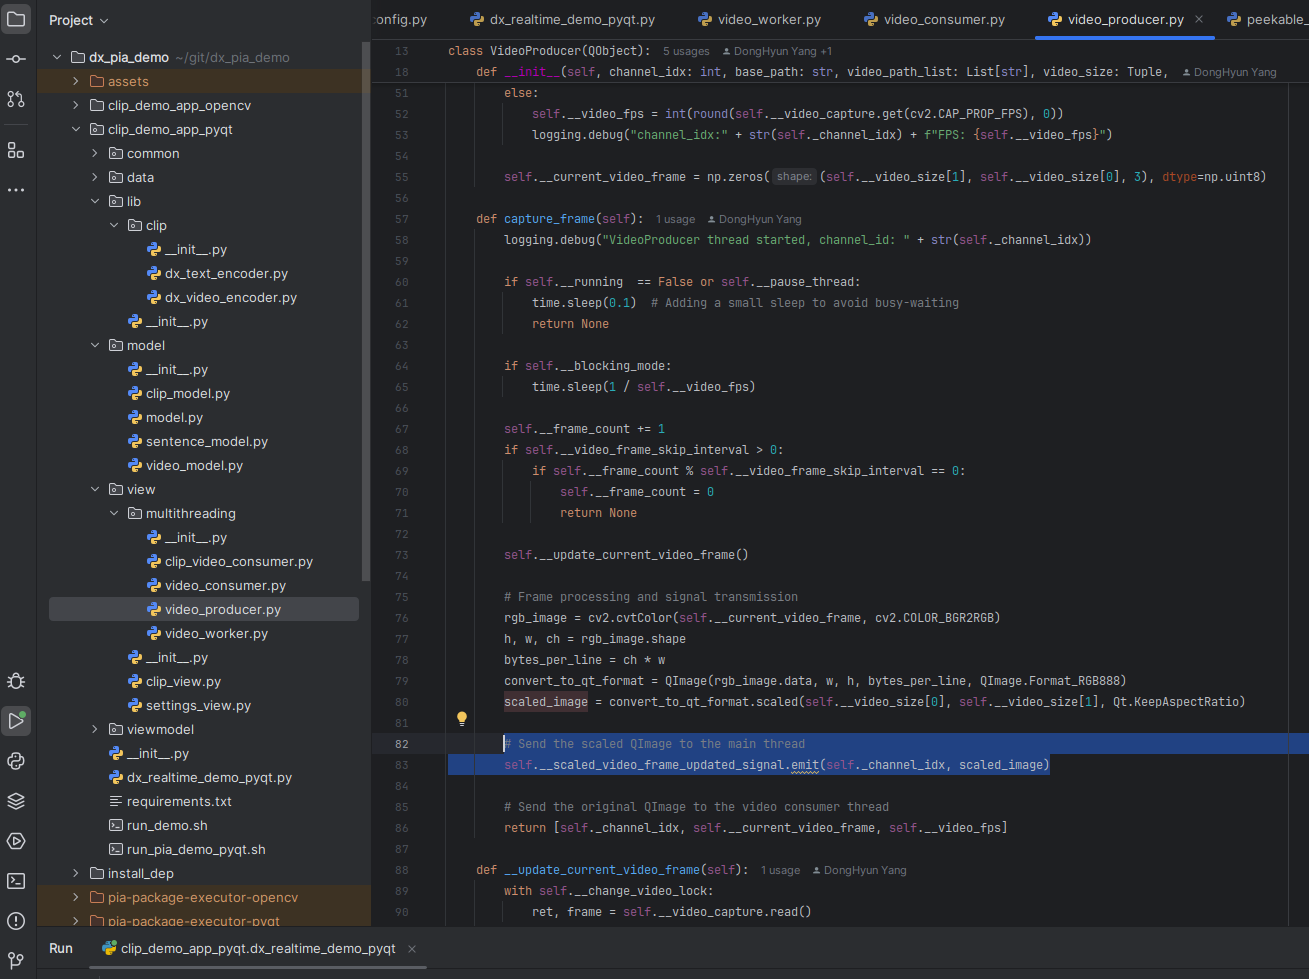 Project
dx_pia_demo ~/git/dx_pia_demo
assets
clip_demo_app_opencv
clip_demo_app_pyqt
common
data
lib
clip
__init__.py
dx_text_encoder.py
dx_video_encoder.py
__init__.py
model
__init__.py
clip_model.py
model.py
sentence_model.py
video_model.py
view
multithreading
__init__.py
clip_video_consumer.py
video_consumer.py
video_producer.py
video_worker.py
__init__.py
clip_view.py
settings_view.py
viewmodel
__init__.py
dx_realtime_demo_pyqt.py
requirements.txt
run_demo.sh
run_pia_demo_pyqt.sh
install_dep
pia-package-executor-opencv
pia-package-executor-pyqt
onfig.py dx_realtime_demo_pyqt.py video_worker.py video_consumer.py video_producer.py peekable_
13 class VideoProducer(QObject): 5 usages DongHyun Yang +1
18 def __init__(self, channel_idx: int, base_path: str, video_path_list: List[str], video_size: Tuple, DongHyun Yang
51 else:
52 self.__video_fps = int(round(self.__video_capture.get(cv2.CAP_PROP_FPS), 0))
53 logging.debug("channel_idx:" + str(self._channel_idx) + f"FPS: {self.__video_fps}")
54
55 self.__current_video_frame = np.zeros( shape: (self.__video_size[1], self.__video_size[0], 3), dtype=np.uint8)
56
57 def capture_frame(self): 1 usage DongHyun Yang
58 logging.debug("VideoProducer thread started, channel_id: " + str(self._channel_idx))
59
60 if self.__running  == False or self.__pause_thread:
61 time.sleep(0.1)  # Adding a small sleep to avoid busy-waiting
62 return None
63
64 if self.__blocking_mode:
65 time.sleep(1 / self.__video_fps)
66
67 self.__frame_count += 1
68 if self.__video_frame_skip_interval > 0:
69 if self.__frame_count % self.__video_frame_skip_interval == 0:
70 self.__frame_count = 0
71 return None
72
73 self.__update_current_video_frame()
74
75 # Frame processing and signal transmission
76 rgb_image = cv2.cvtColor(self.__current_video_frame, cv2.COLOR_BGR2RGB)
77 h, w, ch = rgb_image.shape
78 bytes_per_line = ch * w
79 convert_to_qt_format = QImage(rgb_image.data, w, h, bytes_per_line, QImage.Format_RGB888)
80 scaled_image = convert_to_qt_format.scaled(self.__video_size[0], self.__video_size[1], Qt.KeepAspectRatio)
81
82 # Send the scaled QImage to the main thread
83 self.__scaled_video_frame_updated_signal.emit(self._channel_idx, scaled_image)
84
85 # Send the original QImage to the video consumer thread
86 return [self._channel_idx, self.__current_video_frame, self.__video_fps]
87
88 def __update_current_video_frame(self): 1 usage DongHyun Yang
89 with self.__change_video_lock:
90 ret, frame = self.__video_capture.read()
Run clip_demo_app_pyqt.dx_realtime_demo_pyqt